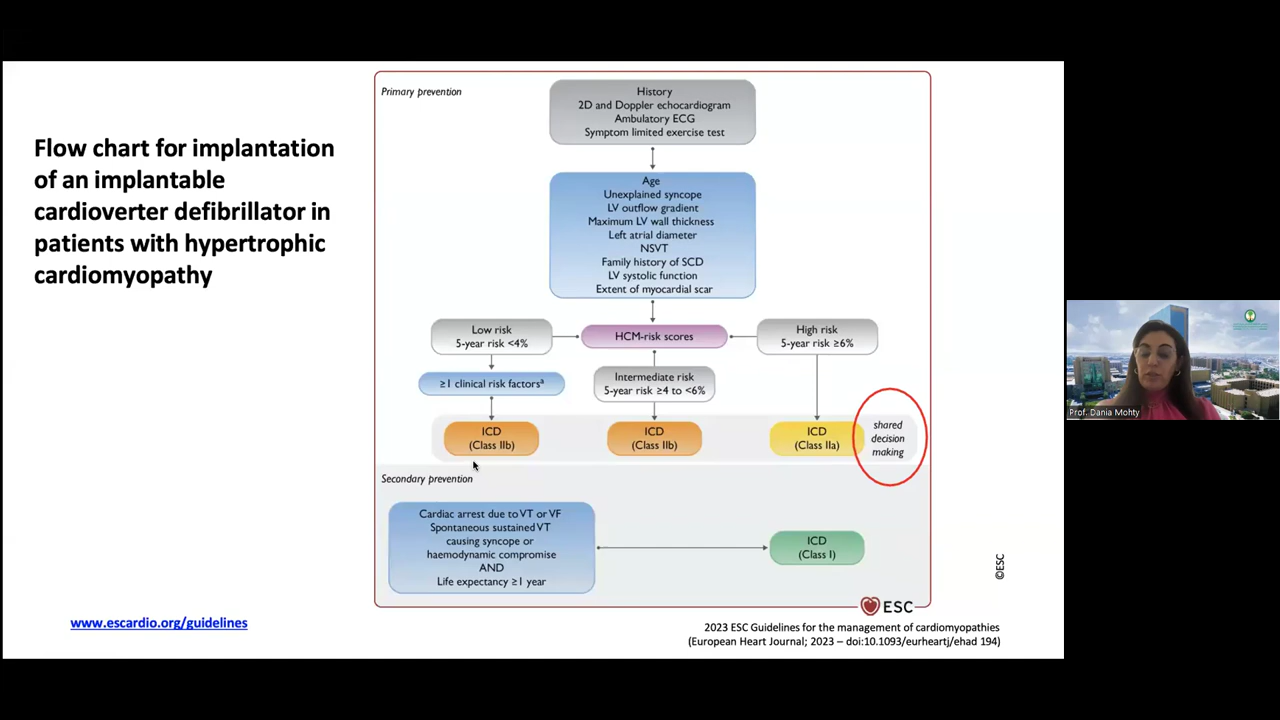 Flow chart for implantation
of an implantable
cardioverter defibrillator in
patients with hypertrophic
cardiomyopathy
Primary prevention
History
2D and Doppler echocardiogram
Ambulatory ECG
Symptom limited exercise test
Age
Unexplained syncope
LV outflow gradient
Maximum LV wall thickness
Left atrial diameter
NSVT
Family history of SCD
LV systolic function
Extent of myocardial scar
Low risk
5-year risk <4%
HCM-risk scores
High risk
5-year risk ≥6%
≥1 clinical risk factorsª
Intermediate risk
5-year risk ≥4 to <6%
ICD
(Class IIb)
ICD
(Class IIb)
ICD
(Class IIa)
shared
decision
making
Secondary prevention
Cardiac arrest due to VT or VF
Spontaneous sustained VT
causing syncope or
haemodynamic compromise
AND
Life expectancy ≥1 year
ICD
(Class I)
©ESC
ESC
www.escardio.org/guidelines
2023 ESC Guidelines for the management of cardiomyopathies
(European Heart Journal; 2023 – doi:10.1093/eurheartj/ehad 194)
Prof. Dania Mohty